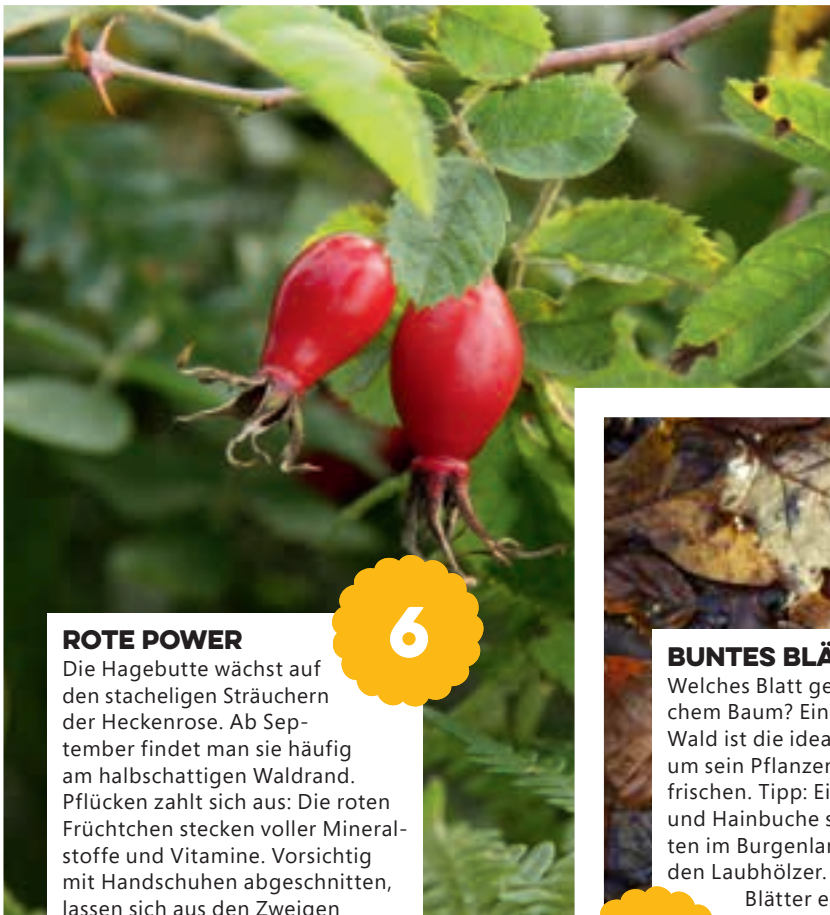 6
ROTE POWER
Die Hagebutte wächst auf
den stacheligen Sträuchern
der Heckenrose. Ab Sep-
tember findet man sie häufig
am halbschattigen Waldrand.
Pflücken zahlt sich aus: Die roten
Früchtchen stecken voller Mineral-
stoffe und Vitamine. Vorsichtig
mit Handschuhen abgeschnitten,
lassen sich aus den Zweigen
BUNTES BLÄ
Welches Blatt ge
chem Baum? Ein
Wald ist die idea
um sein Pflanzen
frischen. Tipp: Ei
und Hainbuche s
ten im Burgenlan
den Laubhölzer.
Blätter e